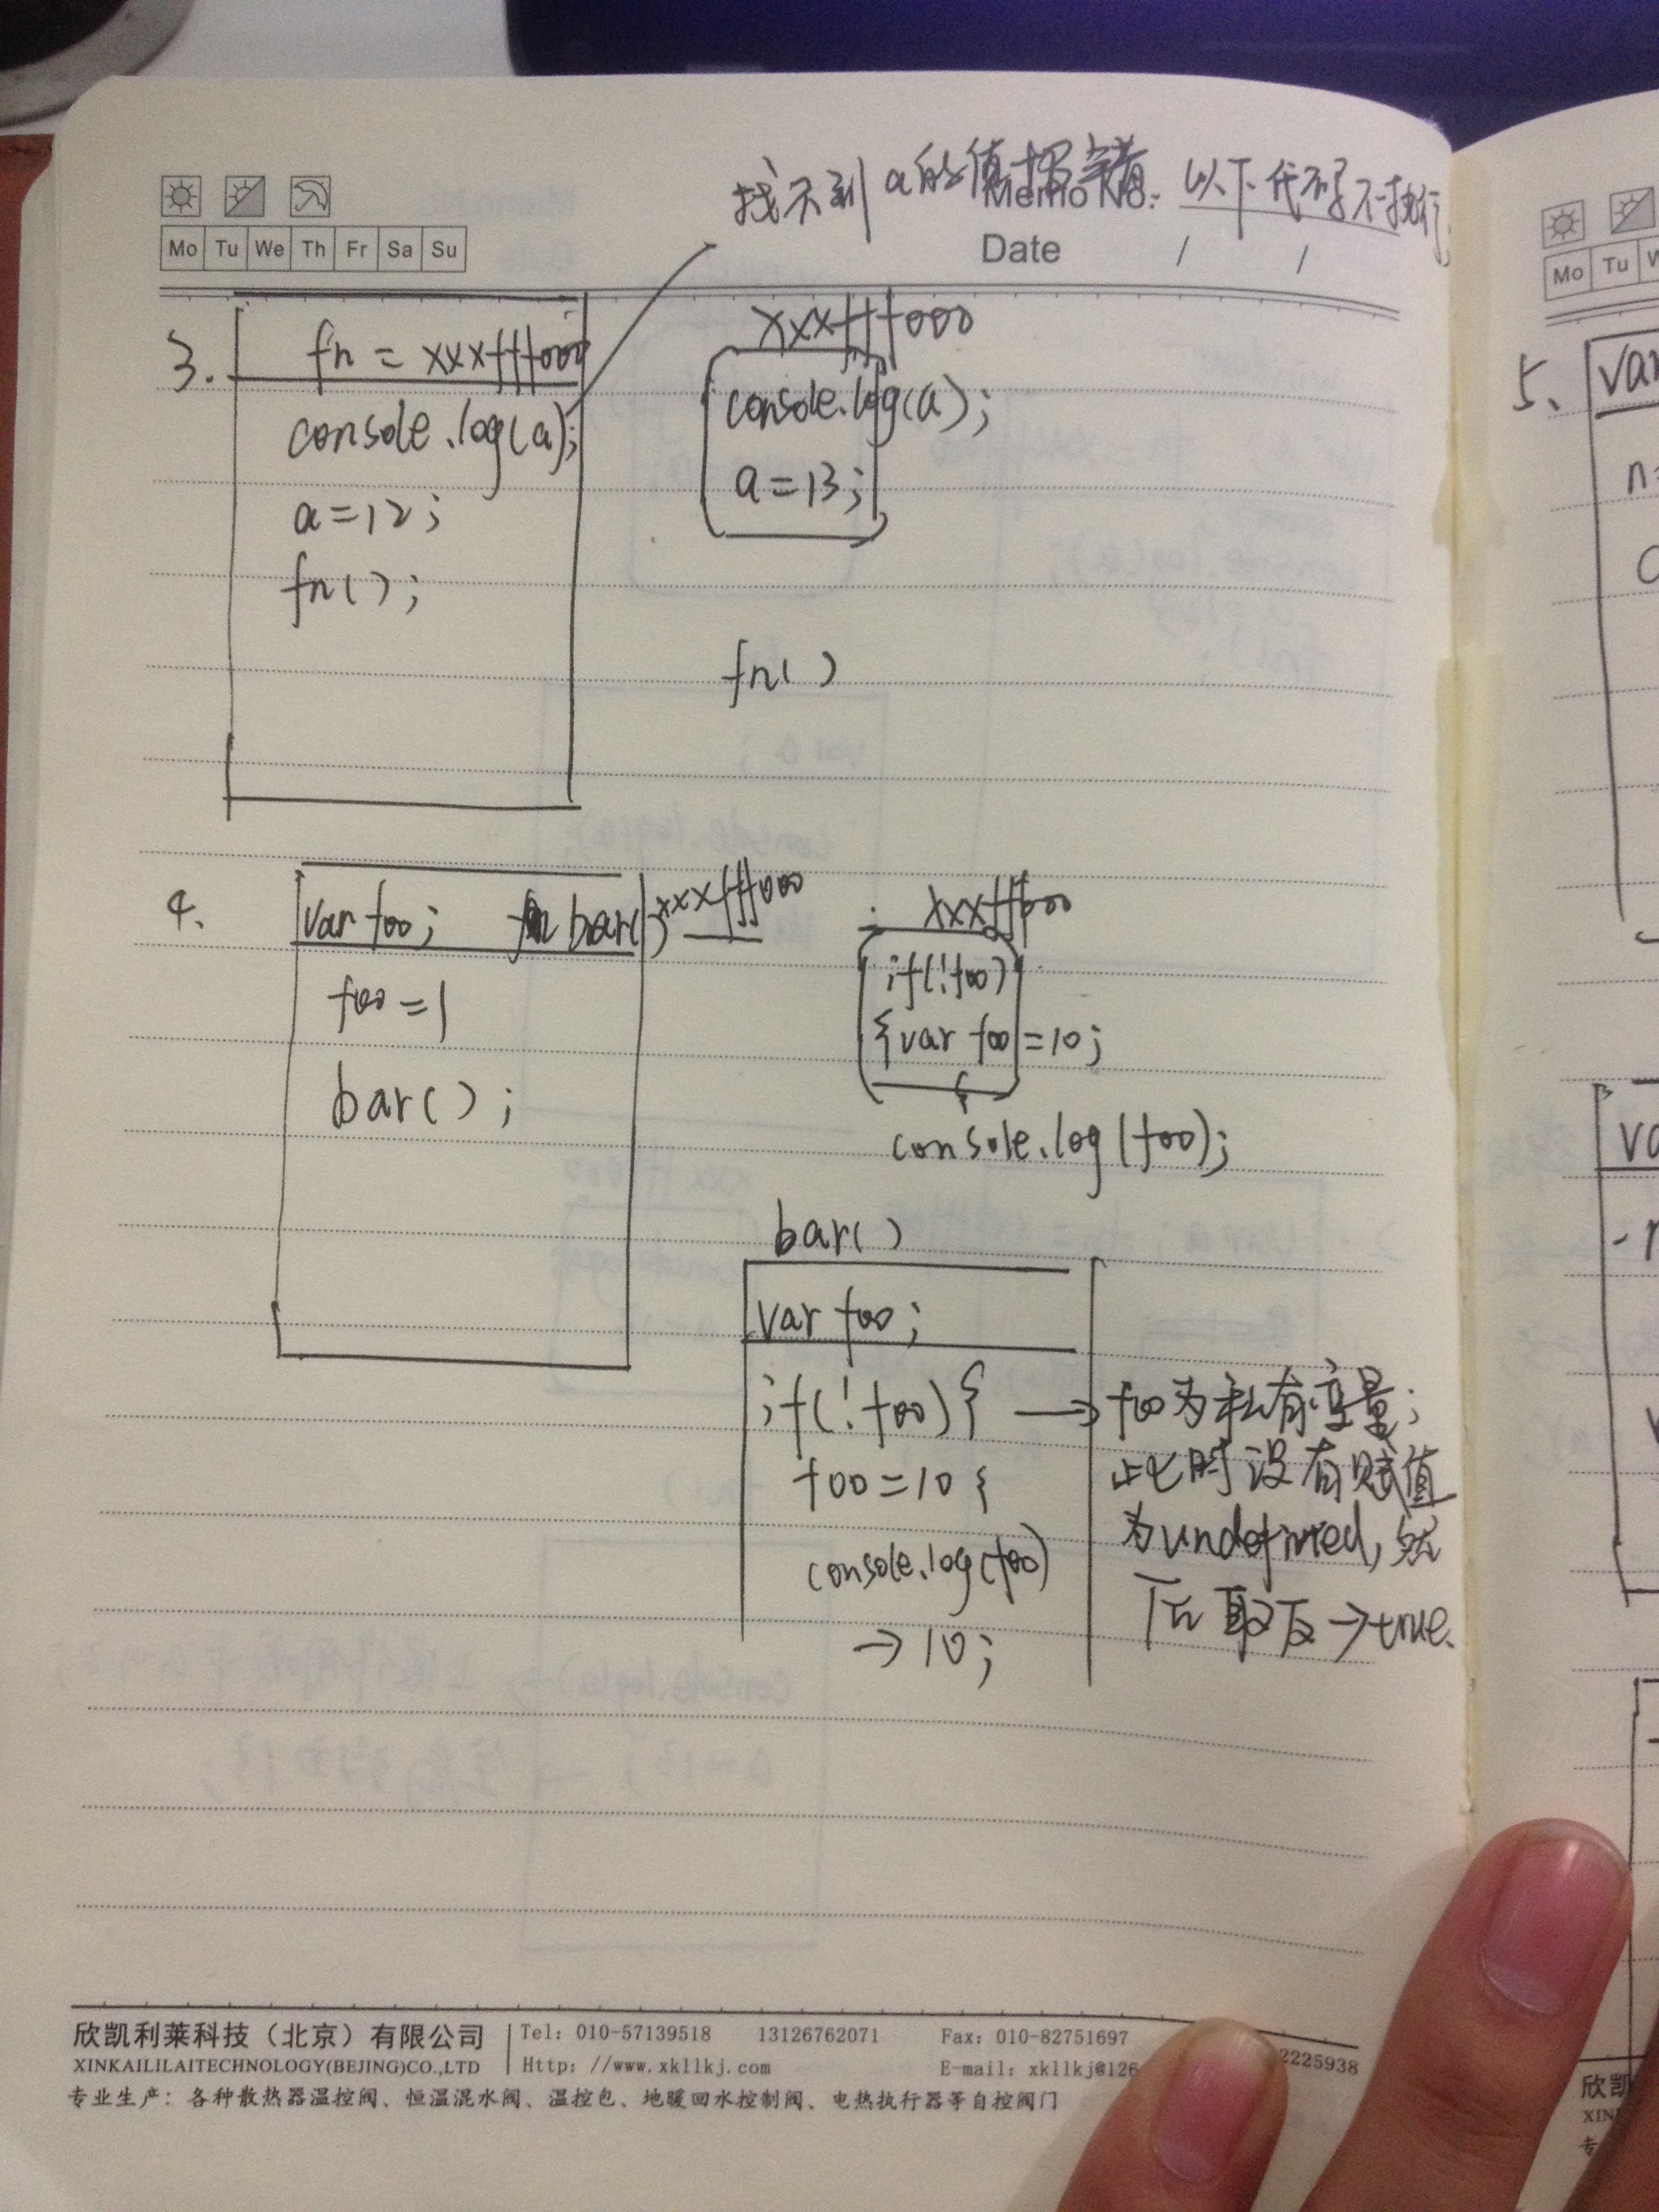 找不到a的值 报错 以下代码不执行
Memo No.
Mo Tu We Th Fr Sa Su
Date / /
3. fn = xxxfff000
console.log(a);
a=12;
fn();
xxxfff000
console.log(a);
a=13;
fn()
4. var foo; bar() xxxfff000
foo=1
bar();
xxxfff000
if(!foo)
{var foo=10;
console.log(foo);
bar()
var foo;
if(!foo){ → foo为私有变量;
foo=10 此时没有赋值
为undefined,然
console.log(foo)
后取反→true.
→10;
欣凯利莱科技（北京）有限公司
XINKAILILAITECHNOLOGY(BEIJING)CO.,LTD
Tel: 010-57139518 13126762071 Fax: 010-82751697
Http: //www.xkllkj.com E-mail: xkllkj@126
2225938
专业生产：各种散热器温控阀、恒温混水阀、温控包、地暖回水控制阀、电热执行器等自控阀门
Mo Tu
5、 var
欣凯
XIN
专